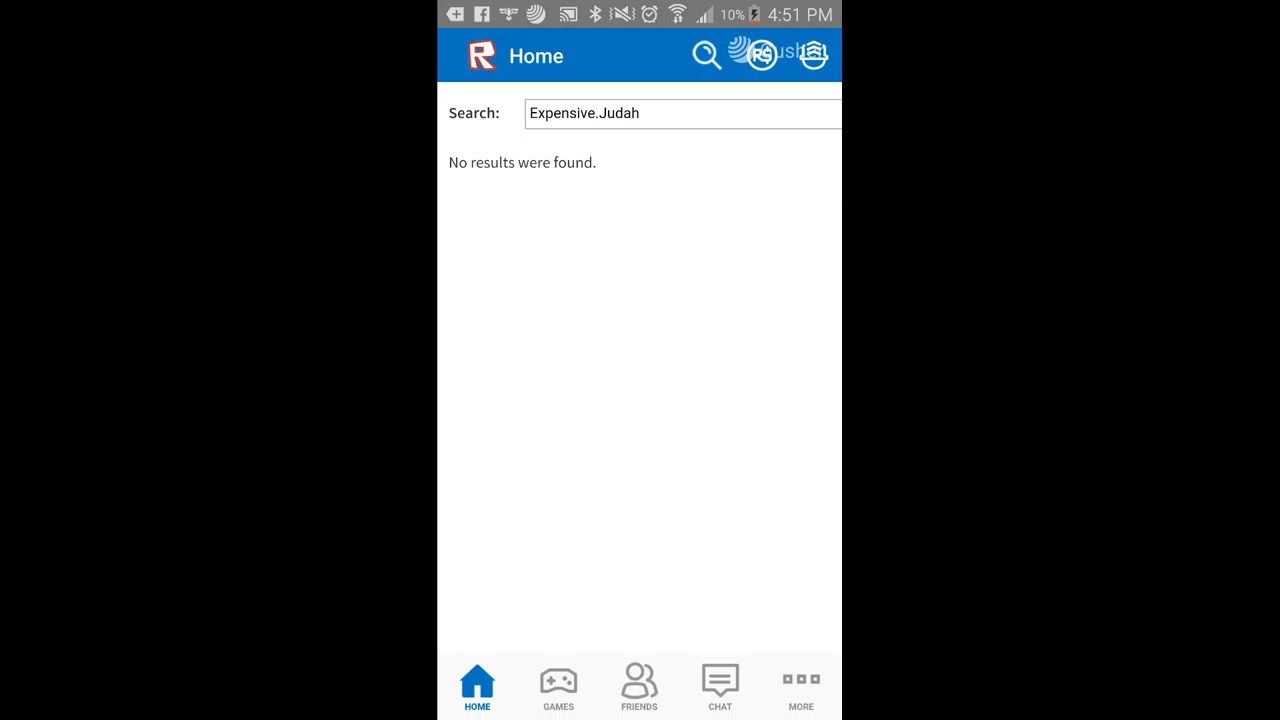 10% 4:51 PM
R Home R$
Search: Expensive.Judah
No results were found.
HOME GAMES FRIENDS CHAT MORE